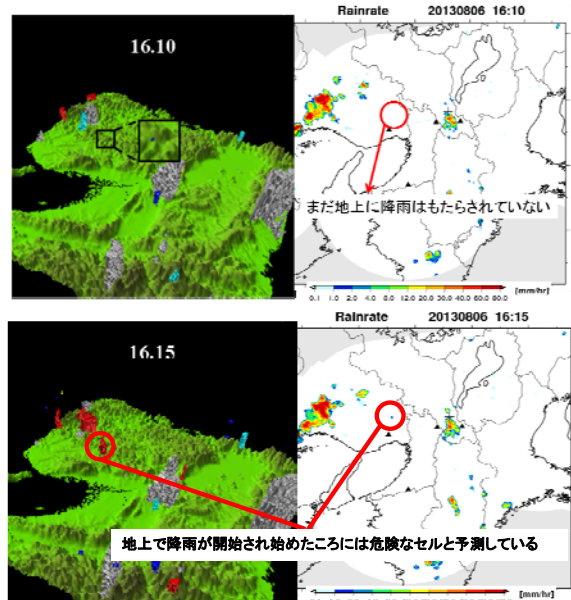 16.10
Rainrate 20130806 16:10
まだ地上に降雨はもたらされていない
0.1 1.0 2.0 4.0 8.0 12.0 20.0 40.0 60.0 80.0 [mm/hr]
16.15
Rainrate 20130806 16:15
地上で降雨が開始され始めたころには危険なセルと予測している
[mm/hr]